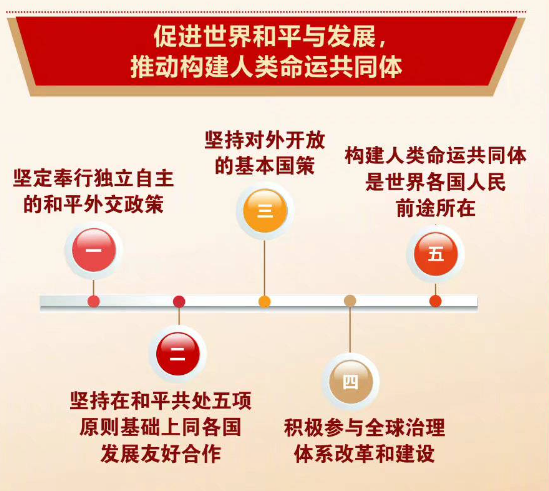 促进世界和平与发展，
推动构建人类命运共同体
一
坚定奉行独立自主
的和平外交政策
二
坚持在和平共处五项
原则基础上同各国
发展友好合作
三
坚持对外开放
的基本国策
四
积极参与全球治理
体系改革和建设
五
构建人类命运共同体
是世界各国人民
前途所在